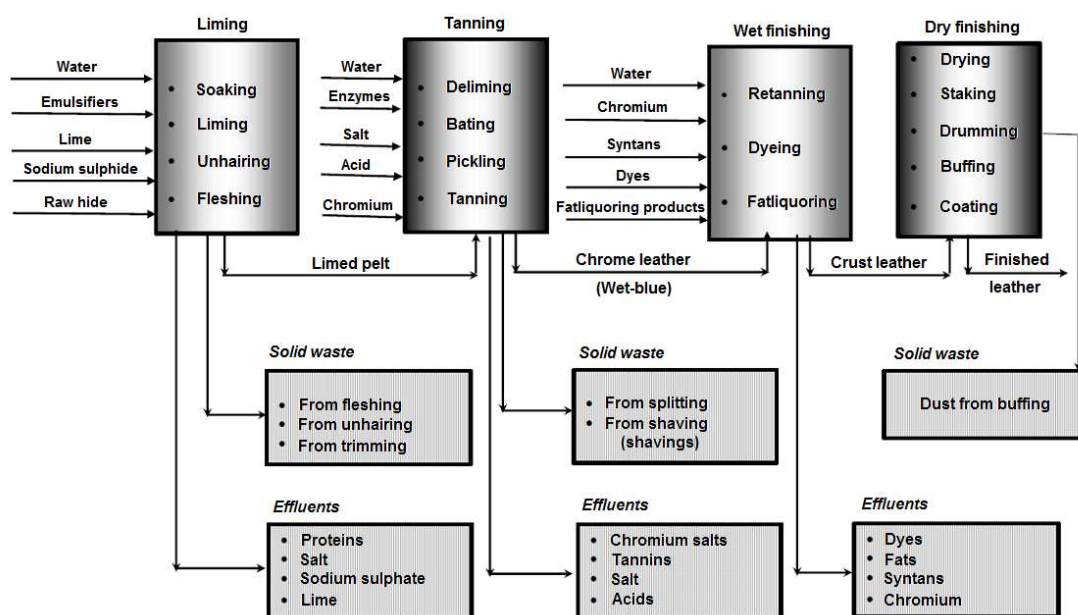 Liming
Tanning
Wet finishing
Dry finishing
Water
Emulsifiers
Lime
Sodium sulphide
Raw hide
• Soaking
• Liming
• Unhairing
• Fleshing
Water
Enzymes
Salt
Acid
Chromium
• Deliming
• Bating
• Pickling
• Tanning
Water
Chromium
Syntans
Dyes
Fatliquoring products
• Retanning
• Dyeing
• Fatliquoring
• Drying
• Staking
• Drumming
• Buffing
• Coating
Limed pelt
Chrome leather
(Wet-blue)
Crust leather
Finished
leather
Solid waste
• From fleshing
• From unhairing
• From trimming
Solid waste
• From splitting
• From shaving
(shavings)
Solid waste
Dust from buffing
Effluents
• Proteins
• Salt
• Sodium sulphate
• Lime
Effluents
• Chromium salts
• Tannins
• Salt
• Acids
Effluents
• Dyes
• Fats
• Syntans
• Chromium